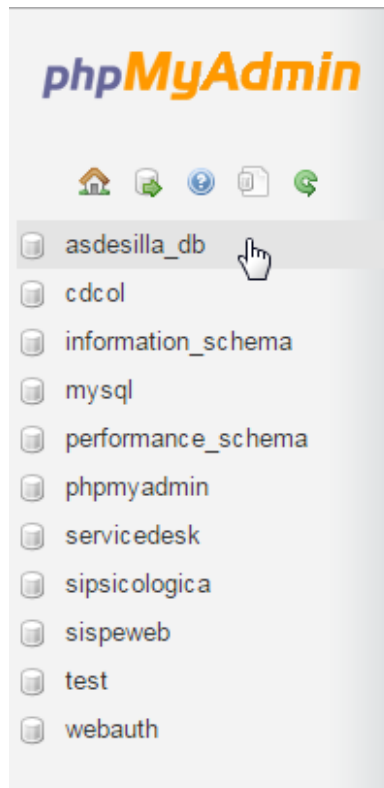 phpMyAdmin
asdesilla_db
cdcol
information_schema
mysql
performance_schema
phpmyadmin
servicedesk
sipsicologica
sispeweb
test
webauth